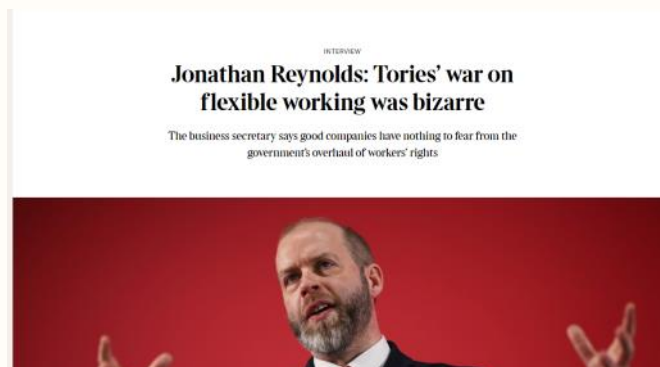 INTERVIEW
Jonathan Reynolds: Tories’ war on
flexible working was bizarre
The business secretary says good companies have nothing to fear from the
government’s overhaul of workers’ rights